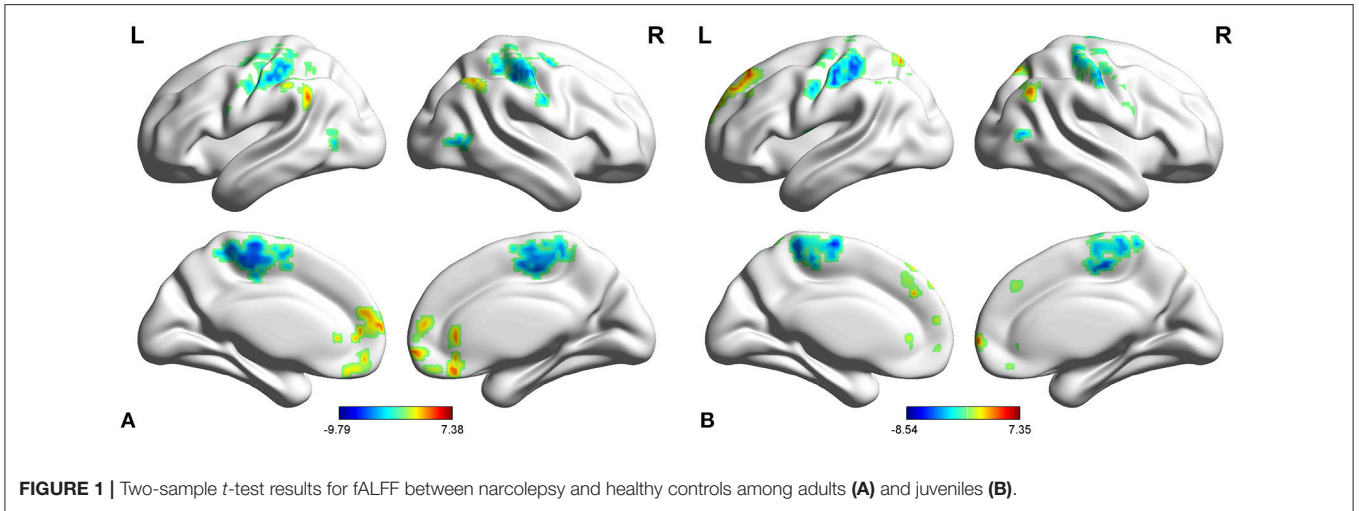 L R L R
A -9.79 7.38 B -8.54 7.35
FIGURE 1 | Two-sample t-test results for fALFF between narcolepsy and healthy controls among adults (A) and juveniles (B).